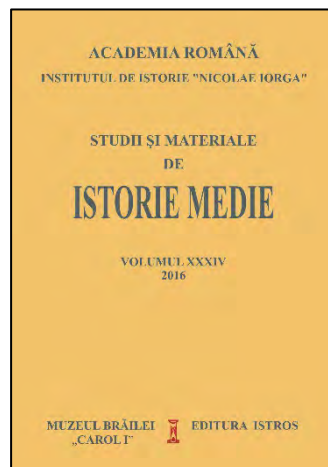 ACADEMIA ROMÂNĂ
INSTITUTUL DE ISTORIE "NICOLAE IORGA"
STUDII ȘI MATERIALE
DE
ISTORIE MEDIE
VOLUMUL XXXIV
2016
MUZEUL BRĂILEI EDITURA ISTROS
„CAROL I"